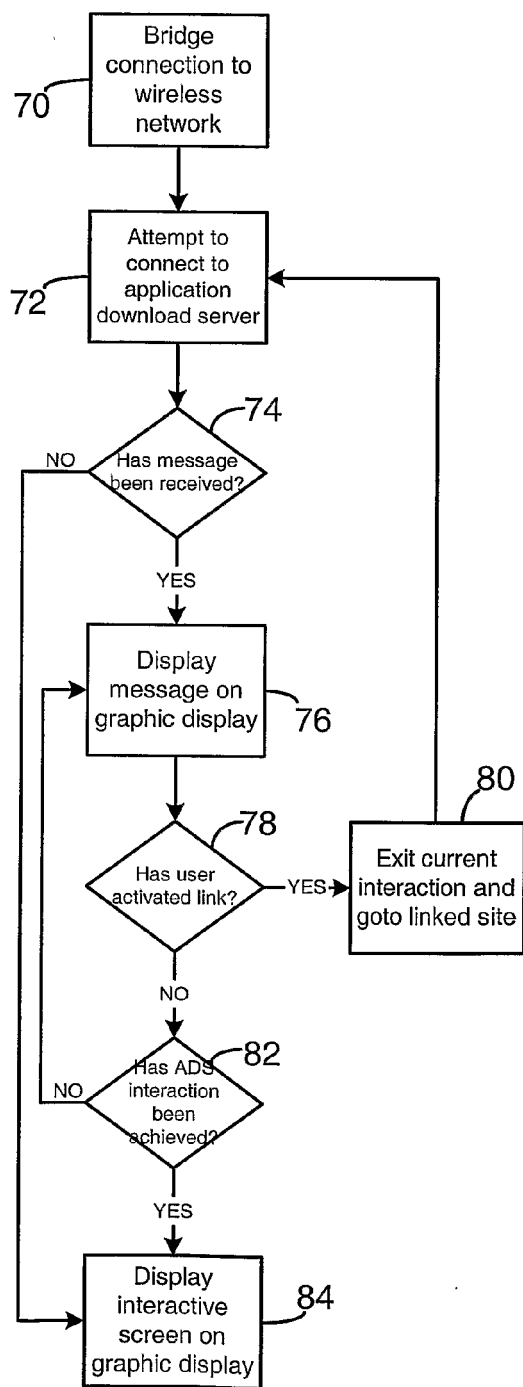 Bridge
connection to
wireless
network
70
Attempt to
connect to
application
download server
72
74
Has message
been received?
NO
YES
Display
message on
graphic display
76
78
Has user
activated link?
YES
80
Exit current
interaction and
goto linked site
NO
82
Has ADS
interaction
been
achieved?
NO
YES
Display
interactive
screen on
graphic display
84